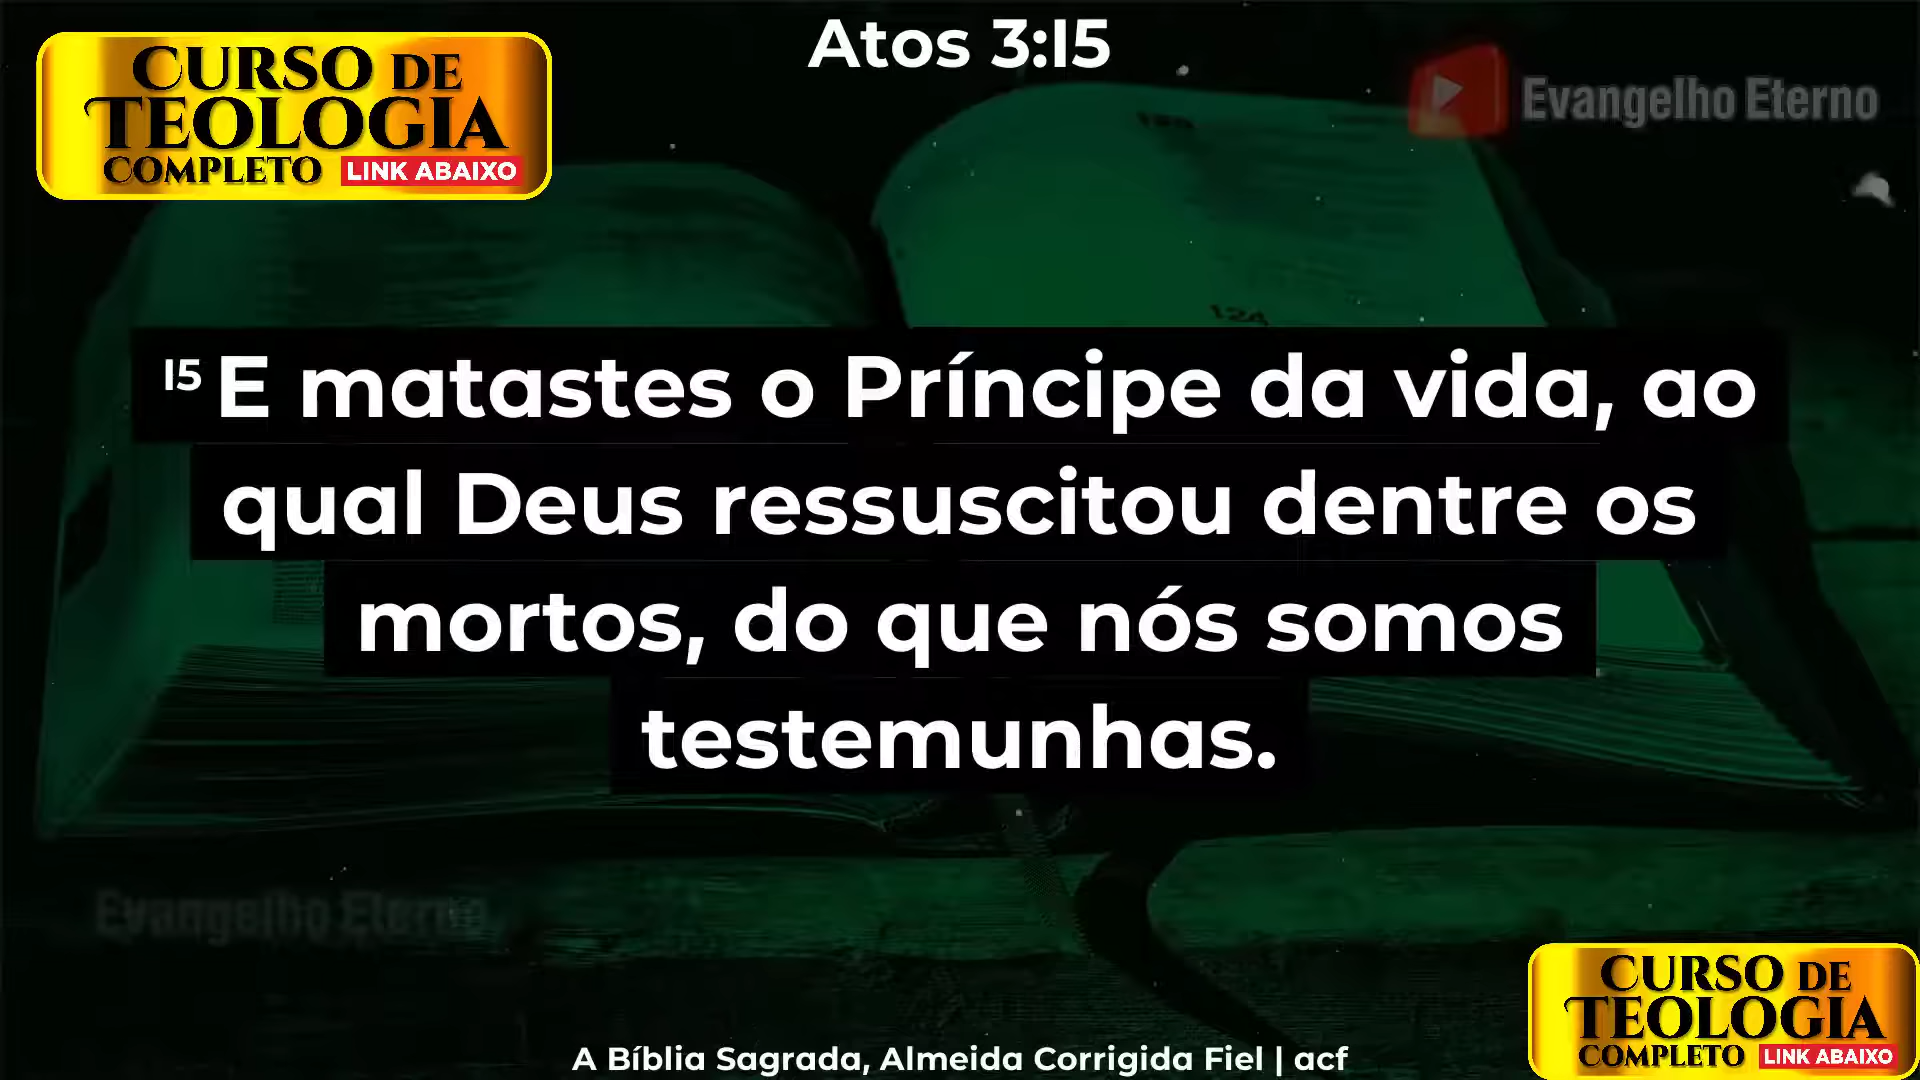 Atos 3:15
CURSO DE
TEOLOGIA
COMPLETO LINK ABAIXO
Evangelho Eterno
124
15 E matastes o Príncipe da vida, ao
qual Deus ressuscitou dentre os
mortos, do que nós somos
testemunhas.
Evangelho Eterno
CURSO DE
TEOLOGIA
COMPLETO LINK ABAIXO
A Bíblia Sagrada, Almeida Corrigida Fiel | acf